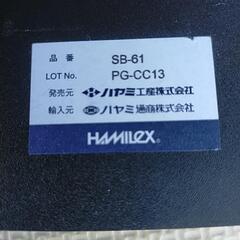 品番 SB-61
LOT No. PG-CC13
発売元 ハヤミ工産株式会社
輸入元 ハヤミ通商株式会社
HAMILEX®